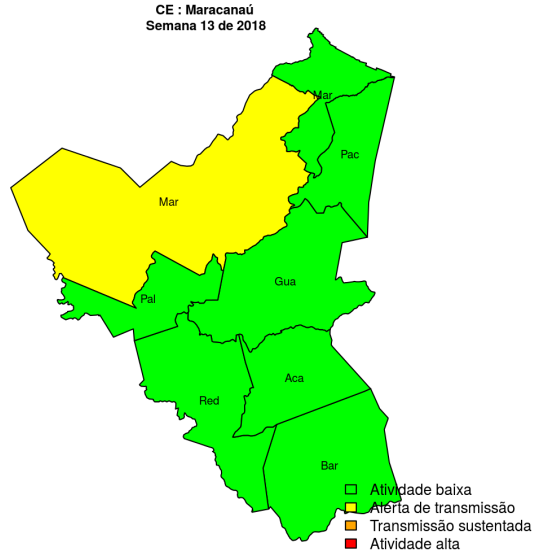 CE : Maracanaú
Semana 13 de 2018
Mar
Pac
Mar
Gua
Pal
Aca
Red
Bar
Atividade baixa
Alerta de transmissão
Transmissão sustentada
Atividade alta